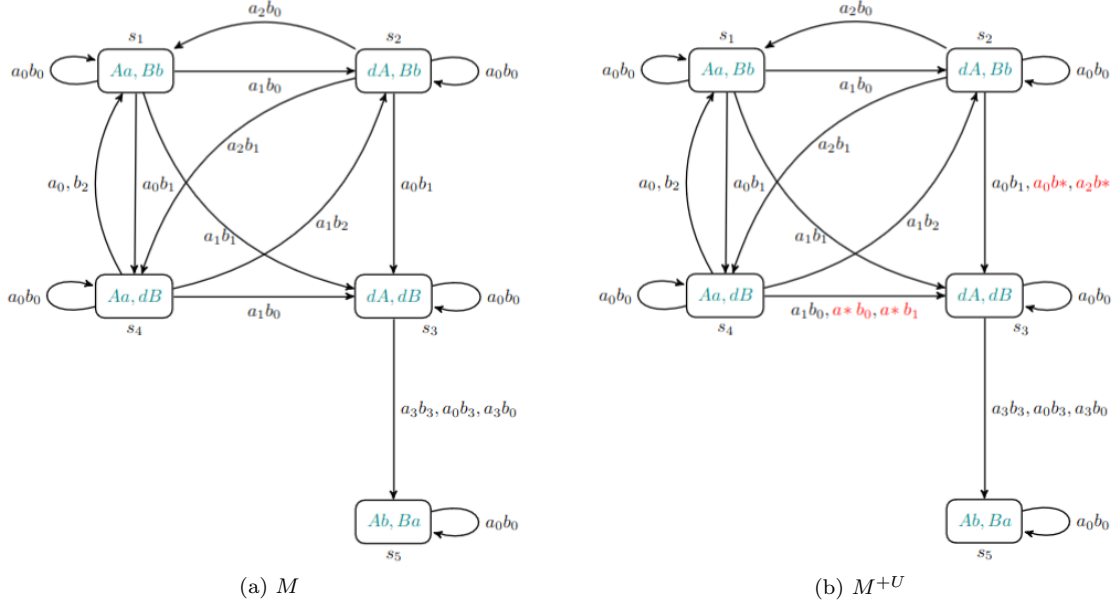 a₂b₀
s₁
s₂
a₀b₀
Aa, Bb
dA, Bb
a₀b₀
a₁b₀
a₂b₁
a₀, b₂
a₀b₁
a₀b₁
a₁b₁
a₁b₂
a₀b₀
Aa, dB
dA, dB
a₀b₀
a₁b₀
s₄
s₃
a₃b₃, a₀b₃, a₃b₀
Ab, Ba
a₀b₀
s₅
(a) M
a₂b₀
s₁
s₂
a₀b₀
Aa, Bb
dA, Bb
a₀b₀
a₁b₀
a₂b₁
a₀, b₂
a₀b₁
a₀b₁, a₀b*, a₂b*
a₁b₁
a₁b₂
a₀b₀
Aa, dB
dA, dB
a₀b₀
a₁b₀, a* b₀, a* b₁
s₄
s₃
a₃b₃, a₀b₃, a₃b₀
Ab, Ba
a₀b₀
s₅
(b) M⁺ᵁ